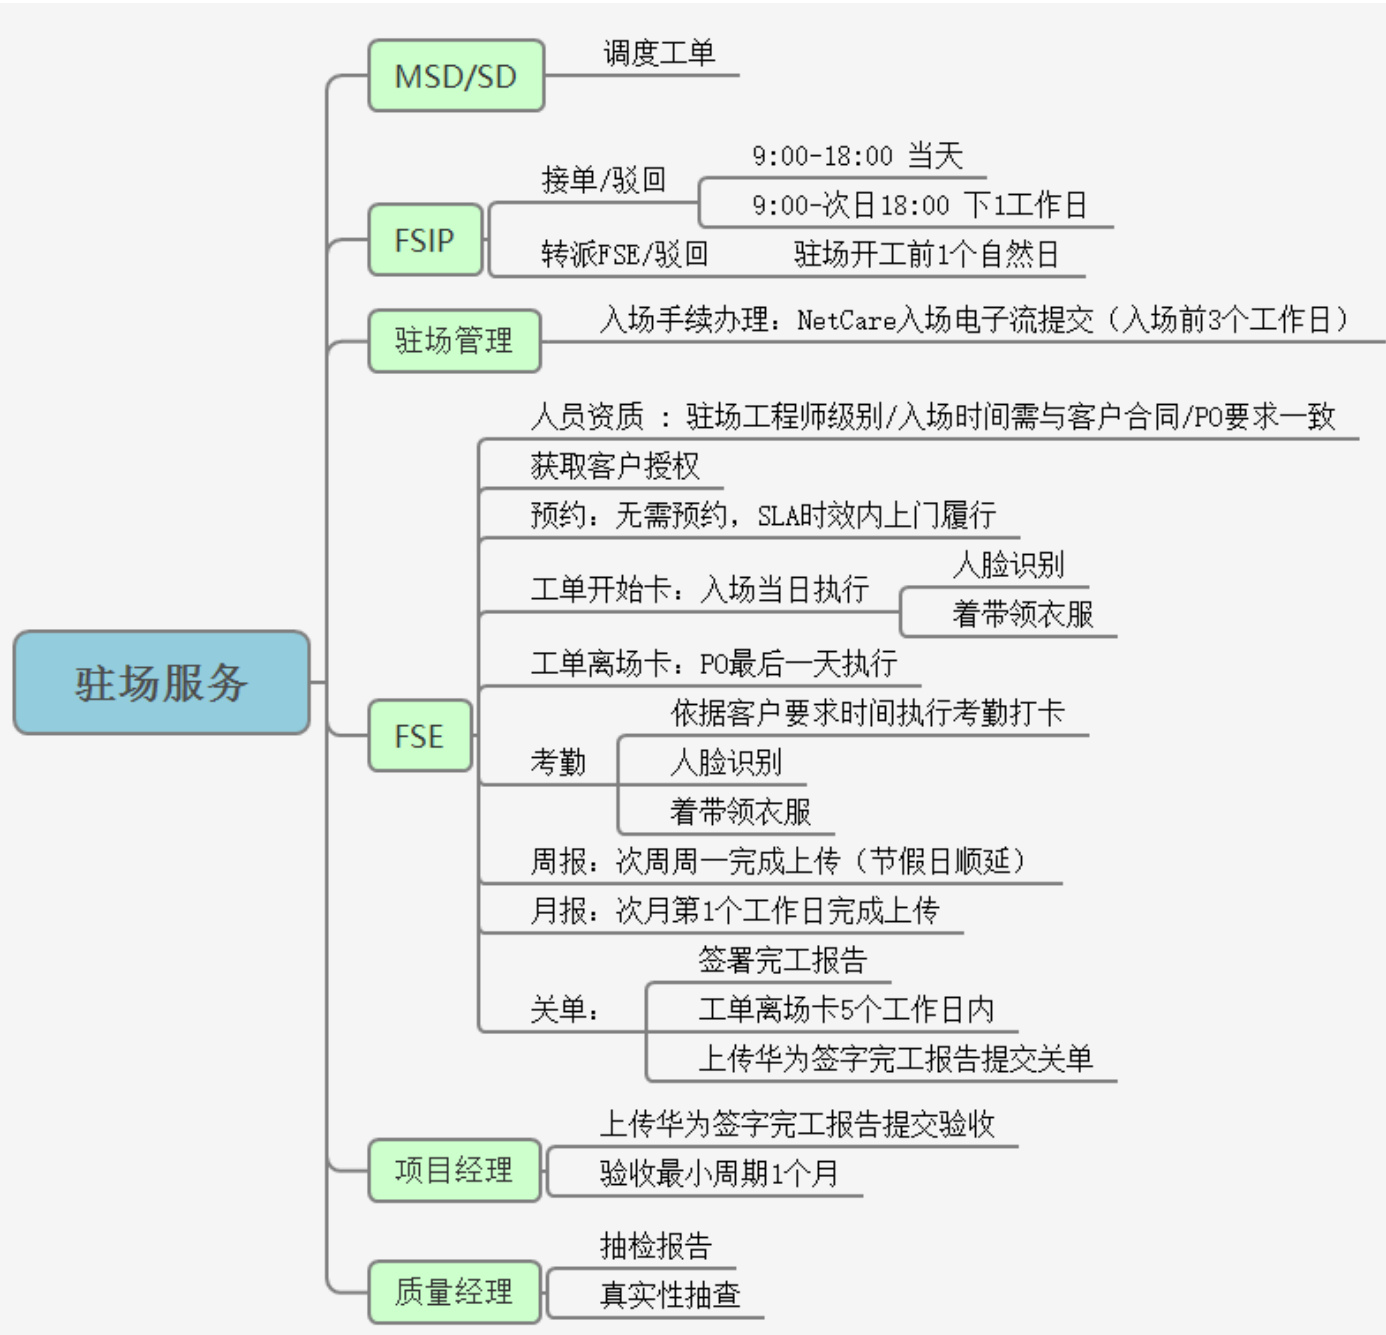 MSD/SD
调度工单
FSIP
接单/驳回
9:00-18:00 当天
9:00-次日18:00 下1工作日
转派FSE/驳回
驻场开工前1个自然日
驻场管理
入场手续办理：NetCare入场电子流提交（入场前3个工作日）
驻场服务
FSE
人员资质 : 驻场工程师级别/入场时间需与客户合同/PO要求一致
获取客户授权
预约：无需预约，SLA时效内上门履行
工单开始卡：入场当日执行
人脸识别
着带领衣服
工单离场卡：PO最后一天执行
考勤
依据客户要求时间执行考勤打卡
人脸识别
着带领衣服
周报：次周周一完成上传（节假日顺延）
月报：次月第1个工作日完成上传
关单：
签署完工报告
工单离场卡5个工作日内
上传华为签字完工报告提交关单
项目经理
上传华为签字完工报告提交验收
验收最小周期1个月
质量经理
抽检报告
真实性抽查